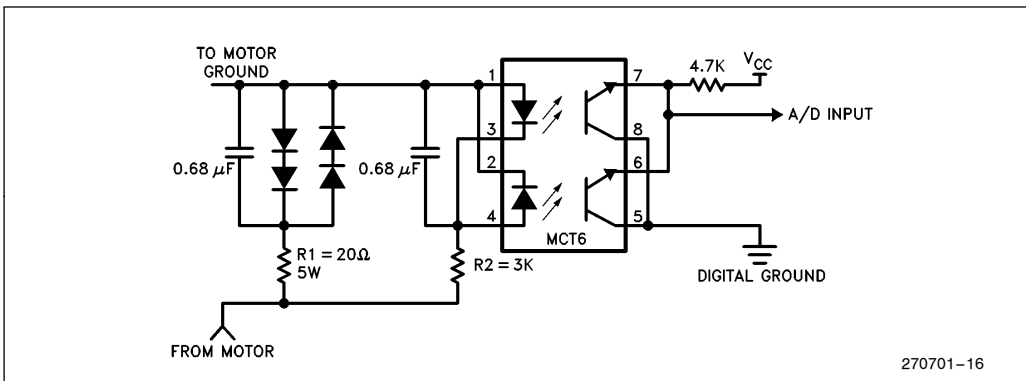 TO MOTOR
GROUND
0.68 μF
0.68 μF
R1 = 20Ω
5W
R2 = 3K
FROM MOTOR
1
3
2
4
7
8
6
5
MCT6
4.7K
VCC
A/D INPUT
DIGITAL GROUND
270701–16